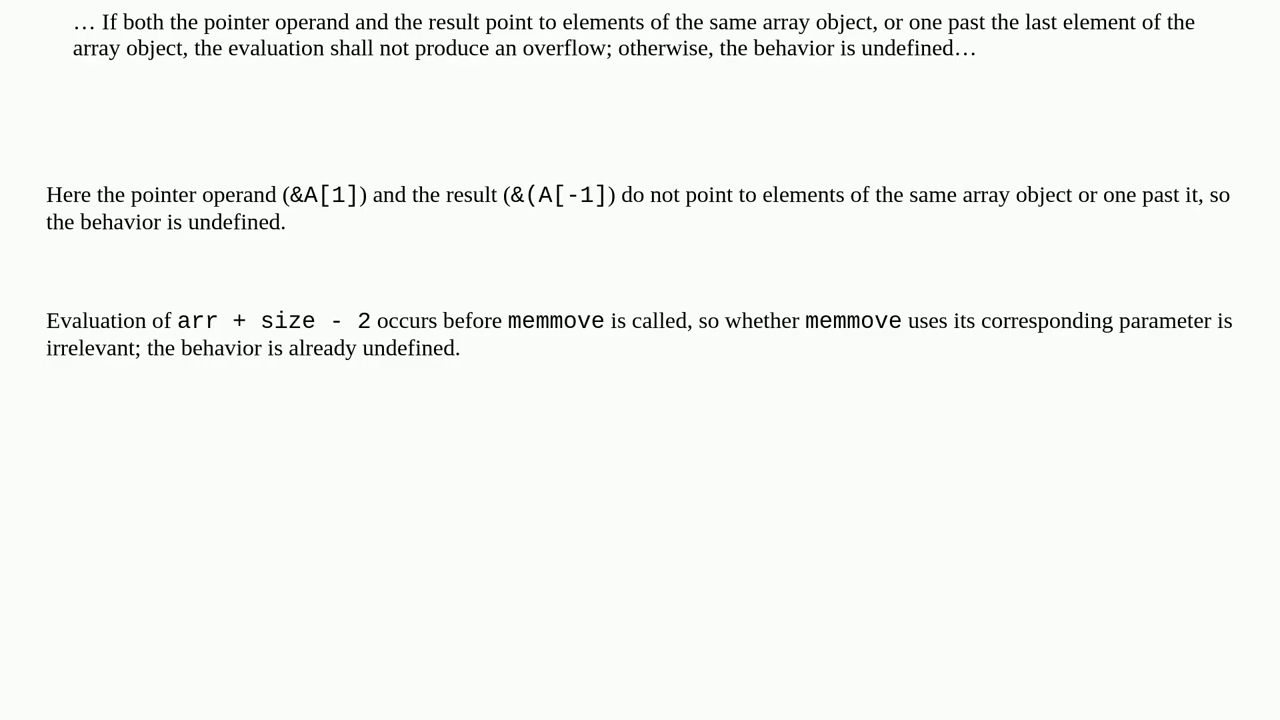 … If both the pointer operand and the result point to elements of the same array object, or one past the last element of the
array object, the evaluation shall not produce an overflow; otherwise, the behavior is undefined…
Here the pointer operand (&A[1]) and the result (&(A[-1]) do not point to elements of the same array object or one past it, so
the behavior is undefined.
Evaluation of arr + size - 2 occurs before memmove is called, so whether memmove uses its corresponding parameter is
irrelevant; the behavior is already undefined.